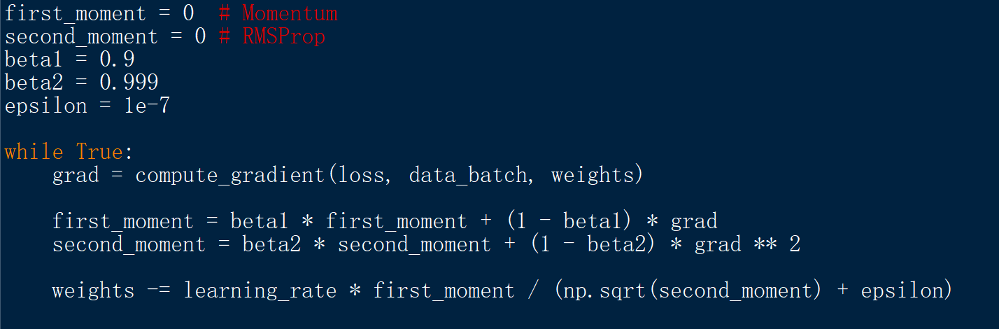 first_moment = 0  # Momentum
second_moment = 0 # RMSProp
beta1 = 0.9
beta2 = 0.999
epsilon = 1e-7
while True:
    grad = compute_gradient(loss, data_batch, weights)
    first_moment = beta1 * first_moment + (1 - beta1) * grad
    second_moment = beta2 * second_moment + (1 - beta2) * grad ** 2
    weights -= learning_rate * first_moment / (np.sqrt(second_moment) + epsilon)